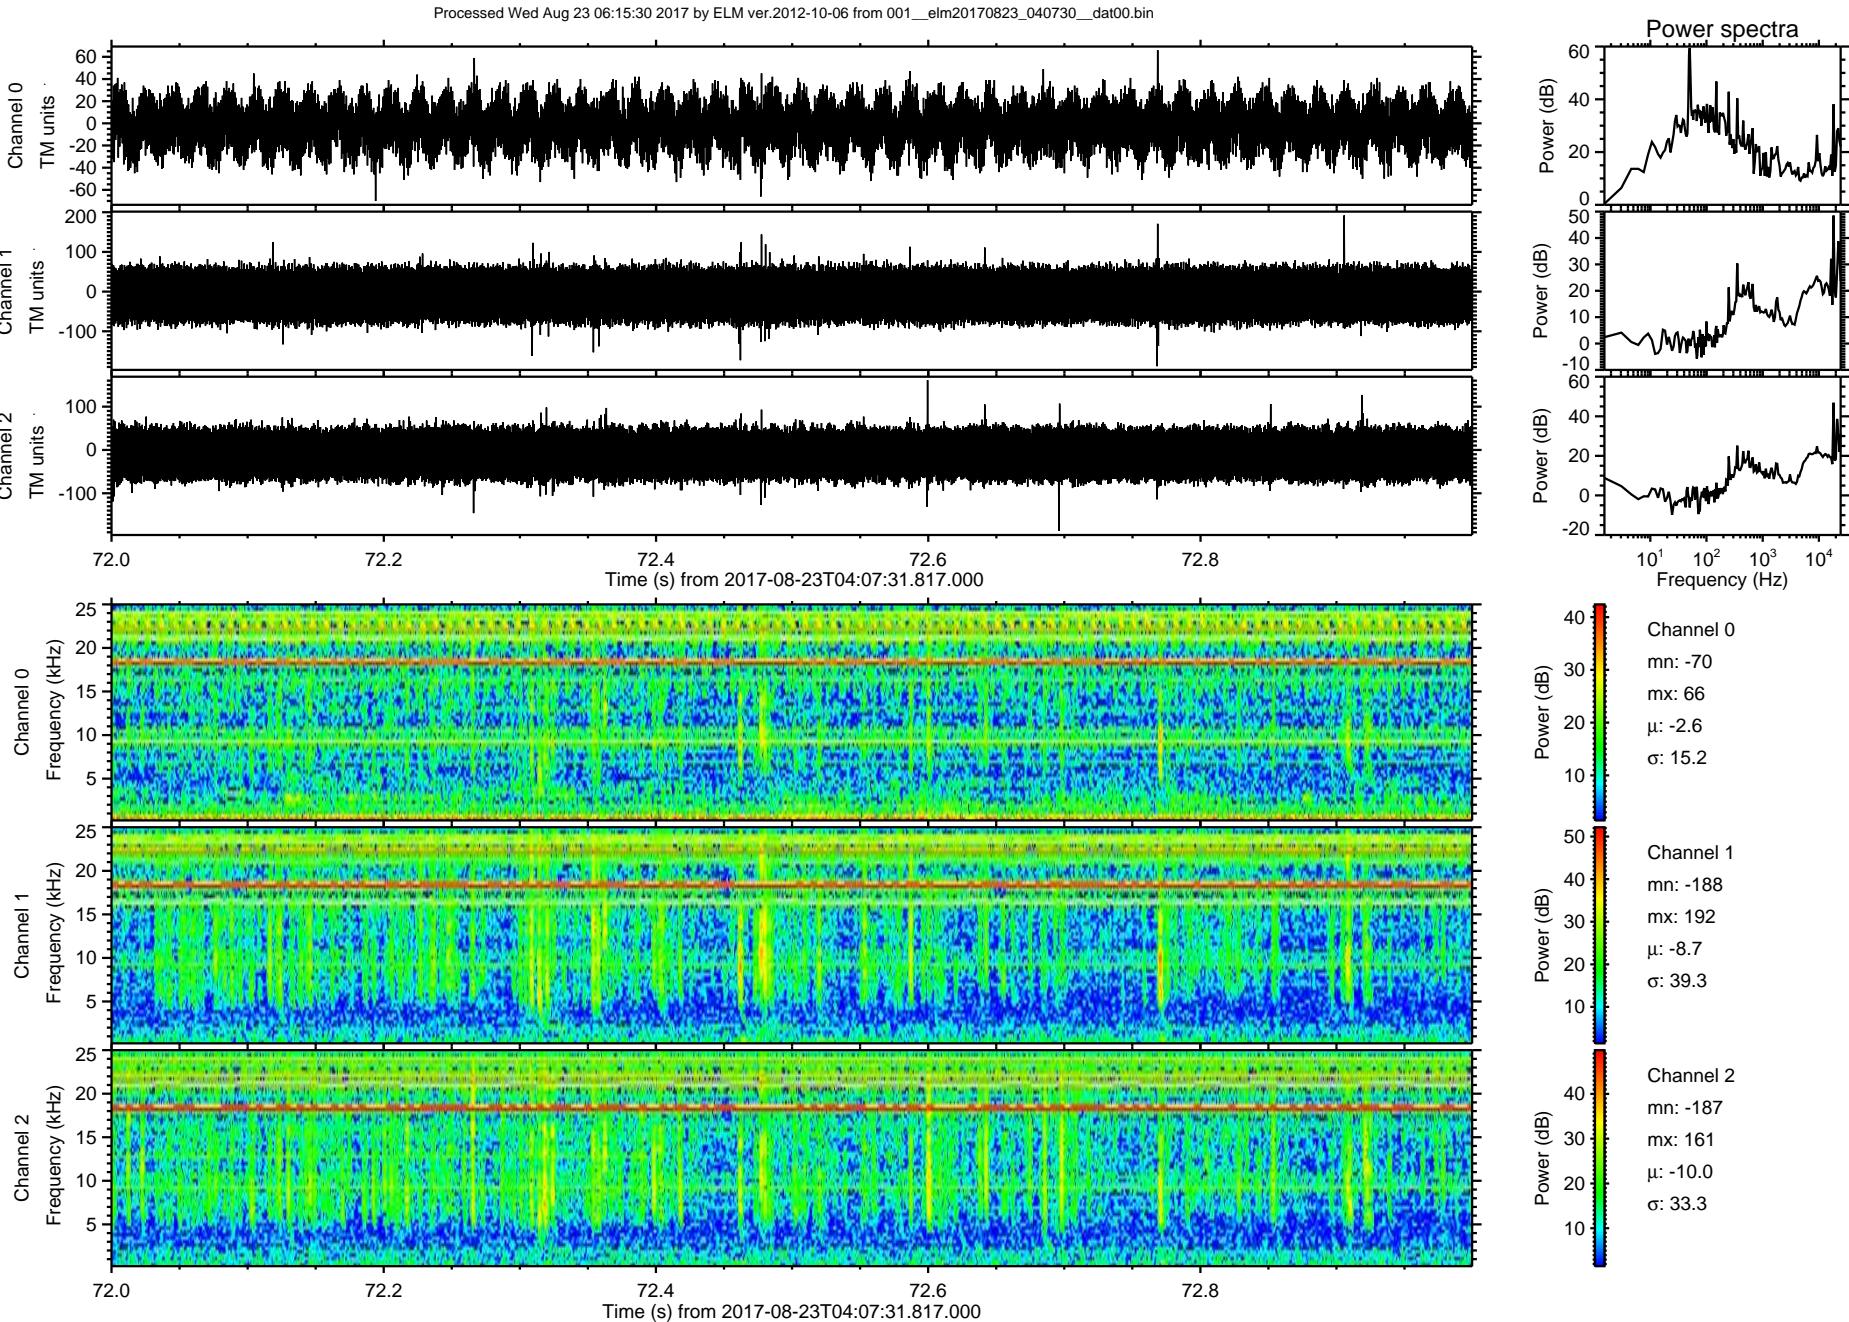 Processed Wed Aug 23 06:15:30 2017 by ELM ver.2012-10-06 from 001__elm20170823_040730__dat00.bin
Power spectra
Channel 0
TM units
60
40
20
0
-20
-40
-60
Power (dB)
60
40
20
0
Channel 1
TM units
200
100
0
-100
Power (dB)
50
40
30
20
10
0
-10
Channel 2
TM units
100
0
-100
Power (dB)
60
40
20
0
-20
72.0 72.2 72.4 72.6 72.8
Time (s) from 2017-08-23T04:07:31.817.000
10^1 10^2 10^3 10^4
Frequency (Hz)
Channel 0
Frequency (kHz)
25
20
15
10
5
Power (dB)
40
30
20
10
Channel 0
mn: -70
mx: 66
μ: -2.6
σ: 15.2
Channel 1
Frequency (kHz)
25
20
15
10
5
Power (dB)
50
40
30
20
10
Channel 1
mn: -188
mx: 192
μ: -8.7
σ: 39.3
Channel 2
Frequency (kHz)
25
20
15
10
5
Power (dB)
40
30
20
10
Channel 2
mn: -187
mx: 161
μ: -10.0
σ: 33.3
72.0 72.2 72.4 72.6 72.8
Time (s) from 2017-08-23T04:07:31.817.000